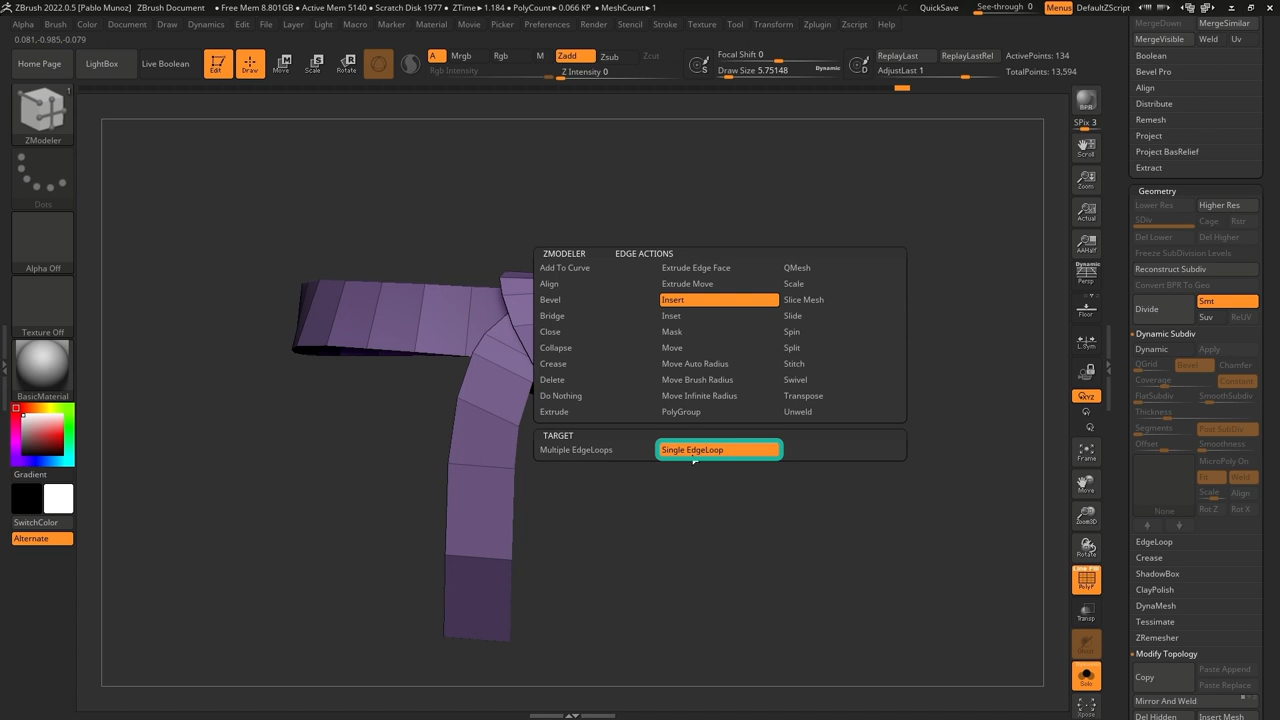 ZBrush 2022.0.5 [Pablo Munoz] ZBrush Document ● Free Mem 8.801GB ● Active Mem 5140 ● Scratch Disk 1977 ● ZTime ▸ 1.184 ● PolyCount ▸ 0.066 KP ● MeshCount ▸ 1 AC QuickSave See-through 0 Menus DefaultZScript
Alpha Brush Color Document Draw Dynamics Edit File Layer Light Macro Marker Material Movie Picker Preferences Render Stencil Stroke Texture Tool Transform Zplugin Zscript Help
0.081,-0.985,-0.079
Home Page LightBox Live Boolean Edit Draw Move Scale Rotate
A Mrgb Rgb M Zadd Zsub Zcut
Rgb Intensity Z Intensity 0
S Focal Shift 0
Draw Size 5.75148 Dynamic
D ReplayLast ReplayLastRel ActivePoints: 134
AdjustLast 1 TotalPoints: 13,594
1
ZModeler
Dots
Alpha Off
Texture Off
BasicMaterial
Gradient
SwitchColor
Alternate
ZMODELER EDGE ACTIONS
Add To Curve Extrude Edge Face QMesh
Align Extrude Move Scale
Bevel Insert Slice Mesh
Bridge Inset Slide
Close Mask Spin
Collapse Move Split
Crease Move Auto Radius Stitch
Delete Move Brush Radius Swivel
Do Nothing Move Infinite Radius Transpose
Extrude PolyGroup Unweld
TARGET
Multiple EdgeLoops Single EdgeLoop
BPR
SPix 3
Scroll
Zoom
Actual
AAHalf
Dynamic
Persp
Floor
L.Sym
XYZ
Frame
Move
Zoom3D
Rotate
Line Fill
PolyF
Transp
Ghost
Solo
Xpose
MergeDown MergeSimilar
MergeVisible Weld Uv
Boolean
Bevel Pro
Align
Distribute
Remesh
Project
Project BasRelief
Extract
Geometry
Lower Res Higher Res
SDiv Cage Rstr
Del Lower Del Higher
Freeze SubDivision Levels
Reconstruct Subdiv
Convert BPR To Geo
Divide Smt
Suv ReUV
Dynamic Subdiv
Dynamic Apply
QGrid Bevel Chamfer
Coverage Constant
FlatSubdiv SmoothSubdiv
Thickness
Segments Post SubDiv
Offset Smoothness
MicroPoly On
Fit Weld
Scale Align
None Rot Z Rot X
EdgeLoop
Crease
ShadowBox
ClayPolish
DynaMesh
Tessimate
ZRemesher
Modify Topology
Copy Paste Append
Paste Replace
Mirror And Weld
Del Hidden Insert Mesh